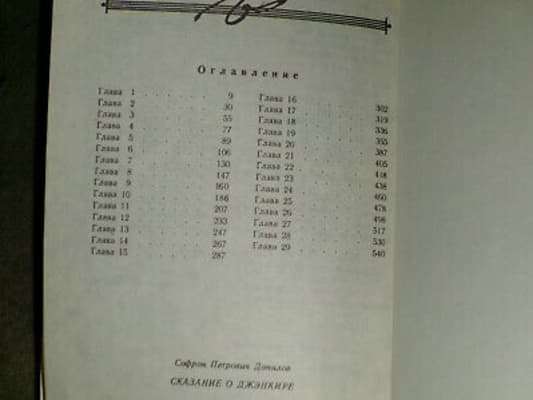 Оглавление
Глава 1 9
Глава 2 30
Глава 3 55
Глава 4 77
Глава 5 89
Глава 6 106
Глава 7 130
Глава 8 147
Глава 9 160
Глава 10 186
Глава 11 207
Глава 12 233
Глава 13 247
Глава 14 267
Глава 15 287
Глава 16 302
Глава 17 319
Глава 18 336
Глава 19 355
Глава 20 387
Глава 21 405
Глава 22 418
Глава 23 438
Глава 24 460
Глава 25 478
Глава 26 498
Глава 27 517
Глава 28 530
Глава 29 540
Софрон Петрович Данилов
СКАЗАНИЕ О ДЖЭНКИРЕ